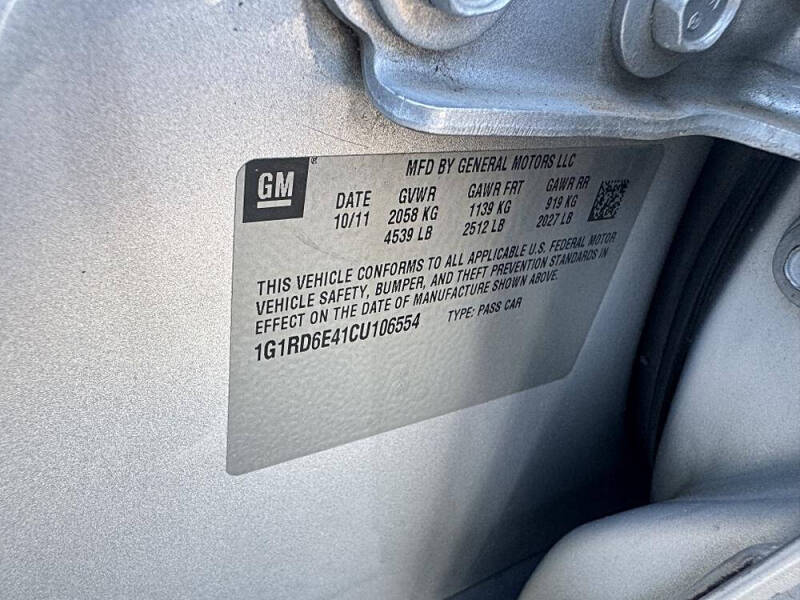 GM ®
MFD BY GENERAL MOTORS LLC
DATE GVWR GAWR FRT GAWR RR
10/11 2058 KG 1139 KG 919 KG
4539 LB 2512 LB 2027 LB
THIS VEHICLE CONFORMS TO ALL APPLICABLE U.S. FEDERAL MOTOR
VEHICLE SAFETY, BUMPER, AND THEFT PREVENTION STANDARDS IN
EFFECT ON THE DATE OF MANUFACTURE SHOWN ABOVE.
1G1RD6E41CU106554 TYPE: PASS CAR